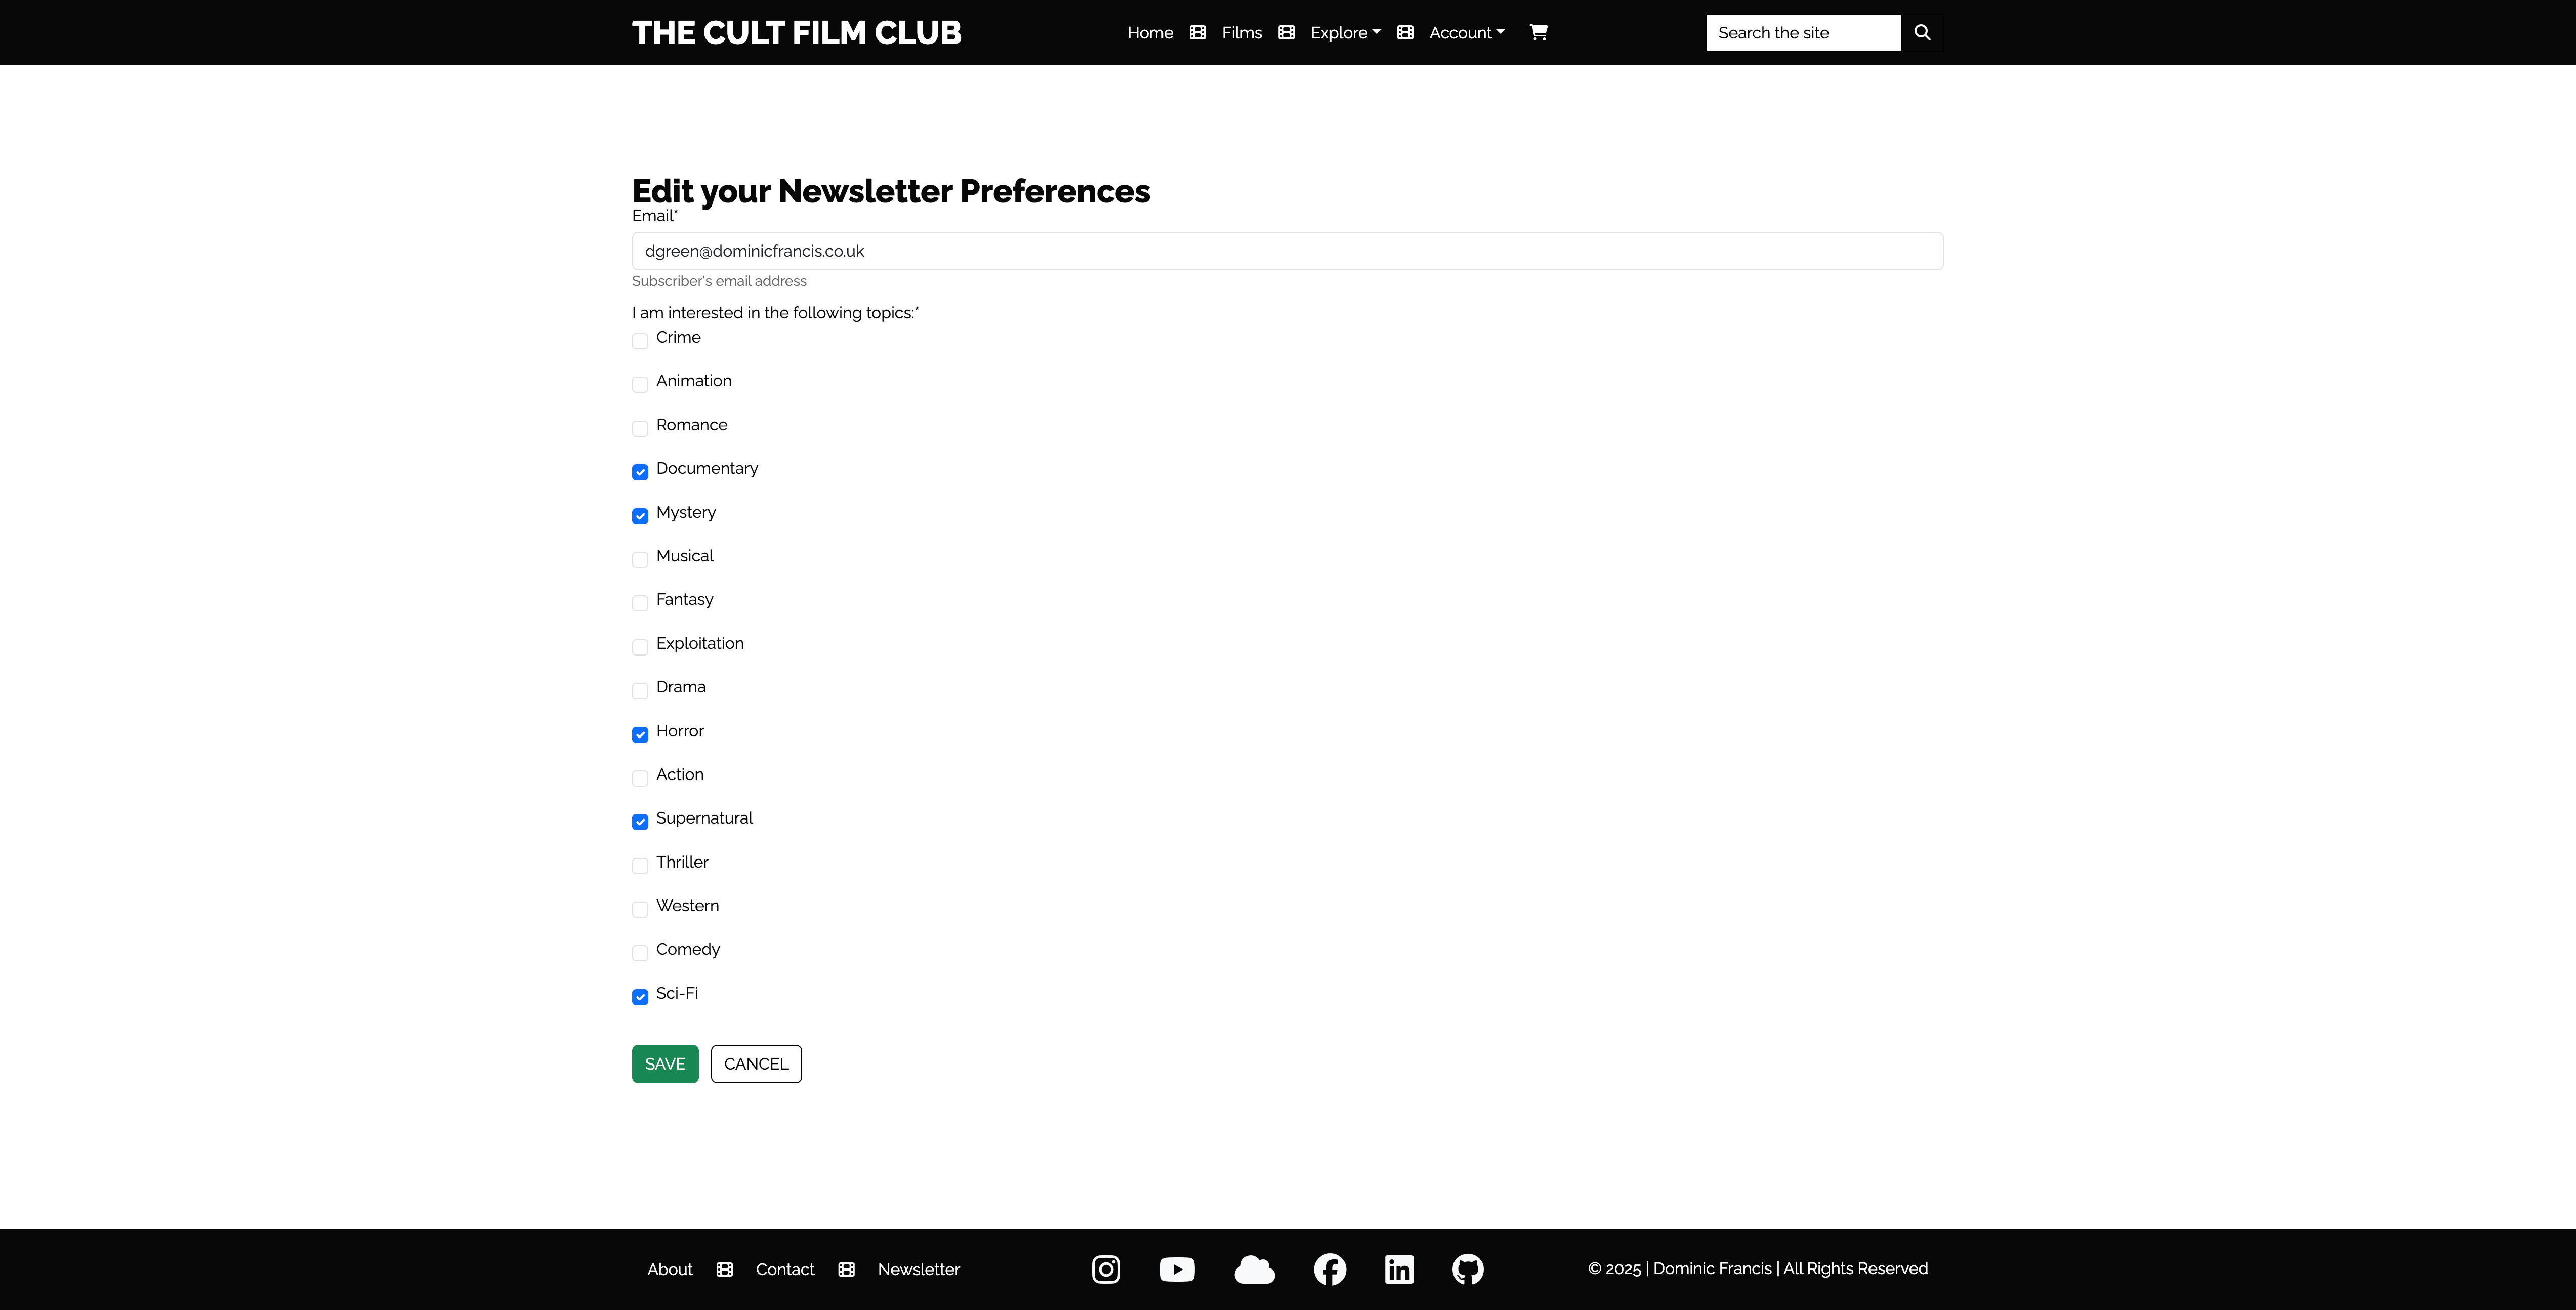 THE CULT FILM CLUB
Home Films Explore Account
Search the site
Edit your Newsletter Preferences
Email*
dgreen@dominicfrancis.co.uk
Subscriber's email address
I am interested in the following topics:*
Crime
Animation
Romance
Documentary
Mystery
Musical
Fantasy
Exploitation
Drama
Horror
Action
Supernatural
Thriller
Western
Comedy
Sci-Fi
SAVE CANCEL
About Contact Newsletter
© 2025 | Dominic Francis | All Rights Reserved